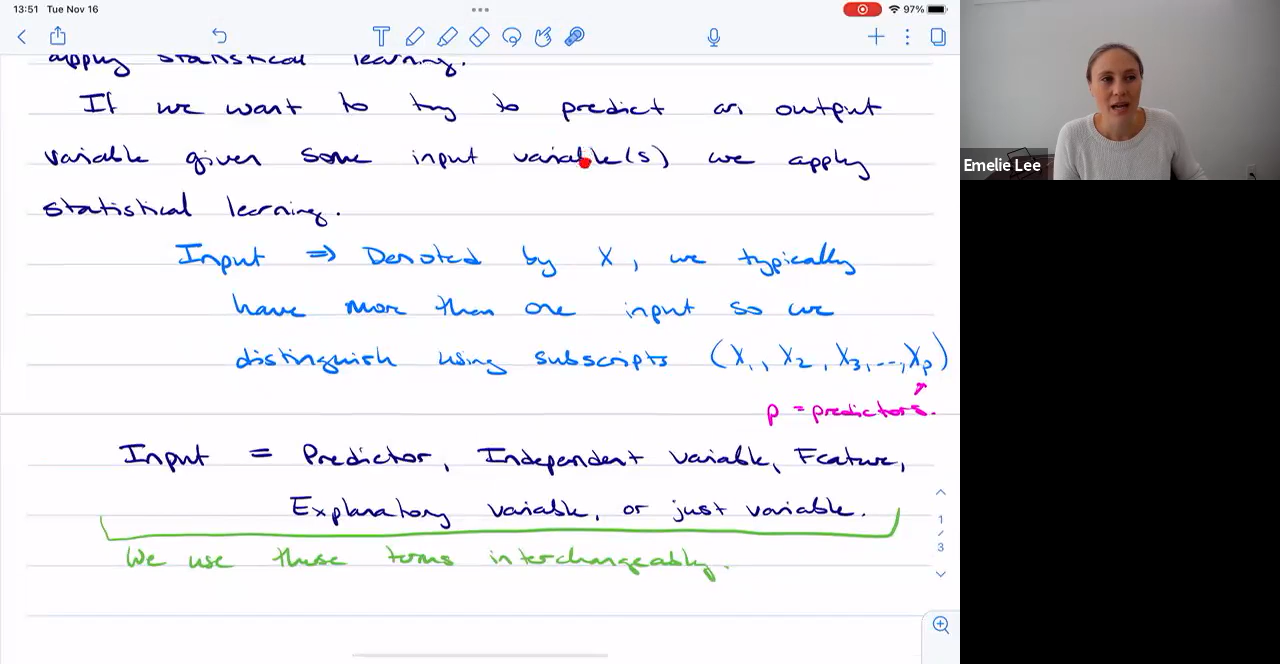 13:51 Tue Nov 16
97%
apply statistical learning.
If we want to try to predict an output
variable given some input variable(s) we apply
statistical learning.
Input ⇒ Denoted by X, we typically
have more than one input so we
distinguish using subscripts (X1, X2, X3,...,Xp)
p = predictors.
Input = Predictor, Independent variable, Feature,
Explanatory variable, or just variable.
We use these terms interchangeably.
1
/
3
Emelie Lee